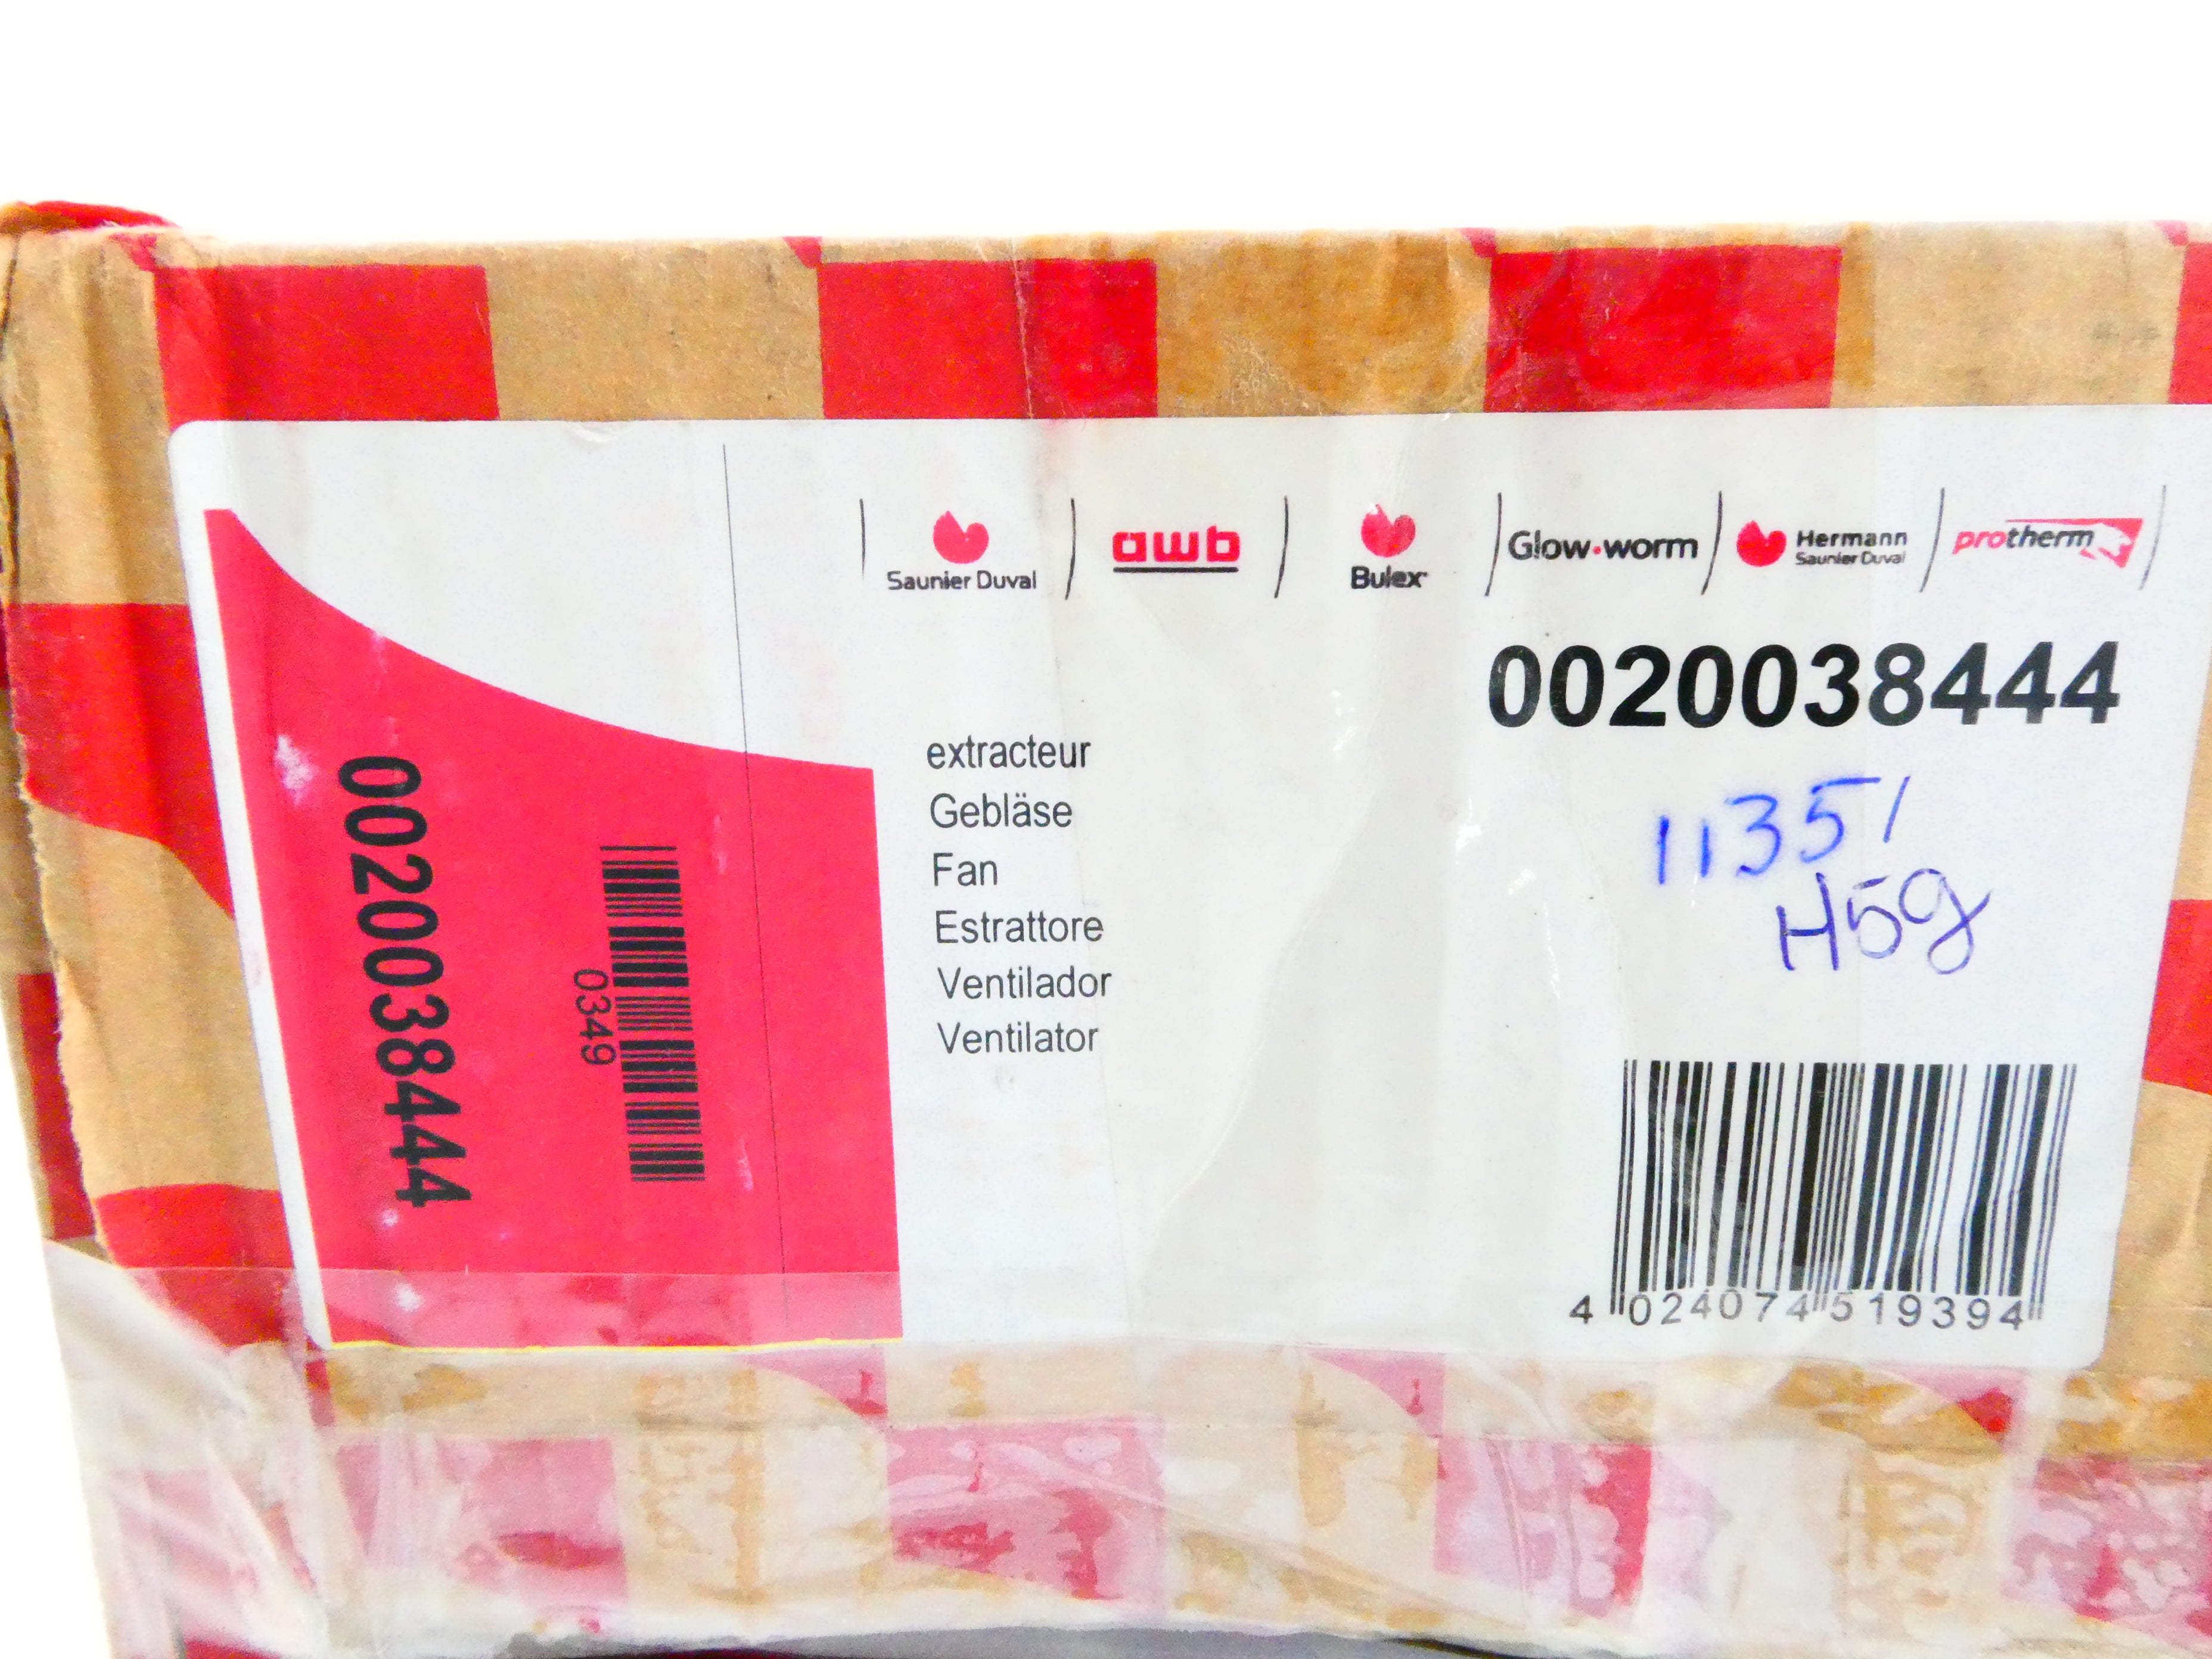 Saunier Duval
awb
Bulex
Glow-worm
Hermann
Saunier Duval
protherm
0020038444
11351
H59
extracteur
Gebläse
Fan
Estrattore
Ventilador
Ventilator
0020038444
0349
4 024074 519394